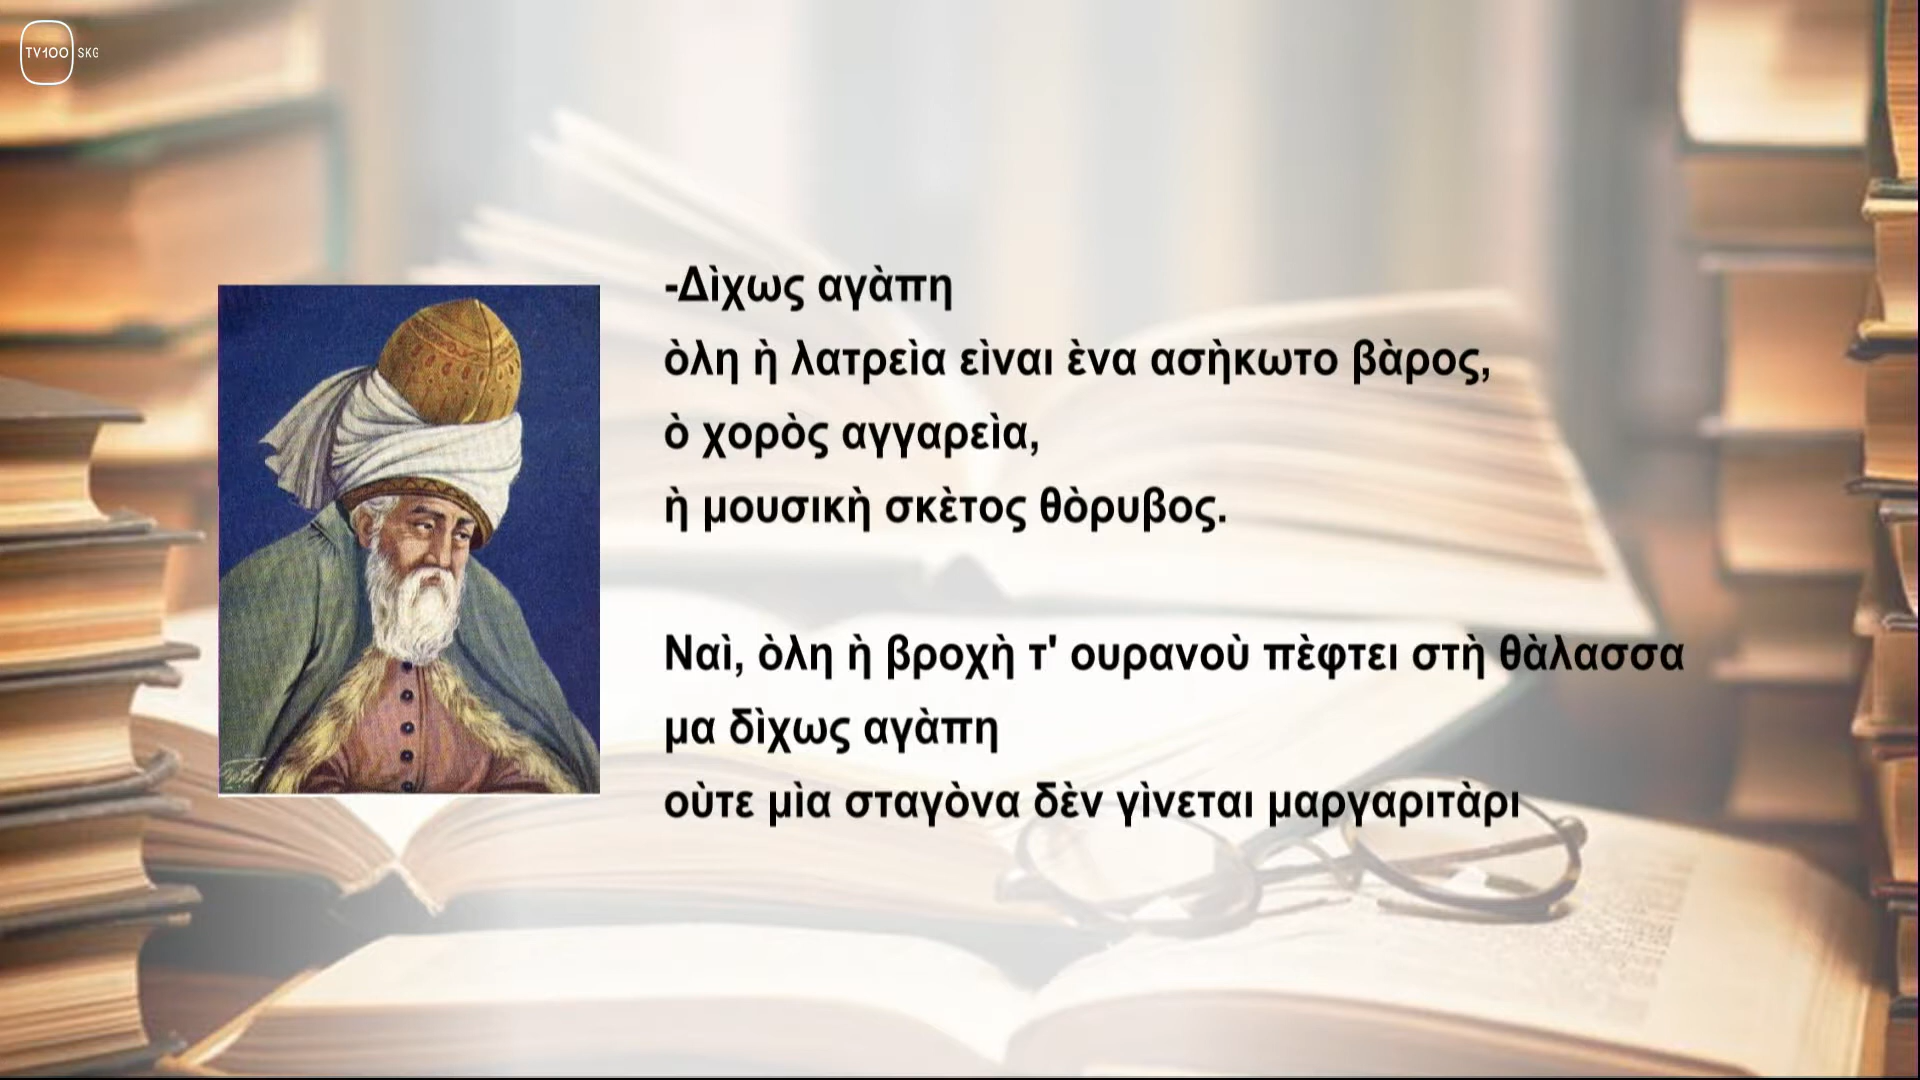 TV100 SKG
-Δὶχως αγὰπη
ὸλη ὴ λατρεὶα εὶναι ὲνα ασὴκωτο βὰρος,
ὸ χορὸς αγγαρεὶα,
ὴ μουσικὴ σκὲτος θὸρυβος.
Ναὶ, ὸλη ὴ βροχὴ τ' ουρανοὺ πὲφτει στὴ θὰλασσα
μα δὶχως αγὰπη
οὺτε μὶα σταγὸνα δὲν γὶνεται μαργαριτὰρι